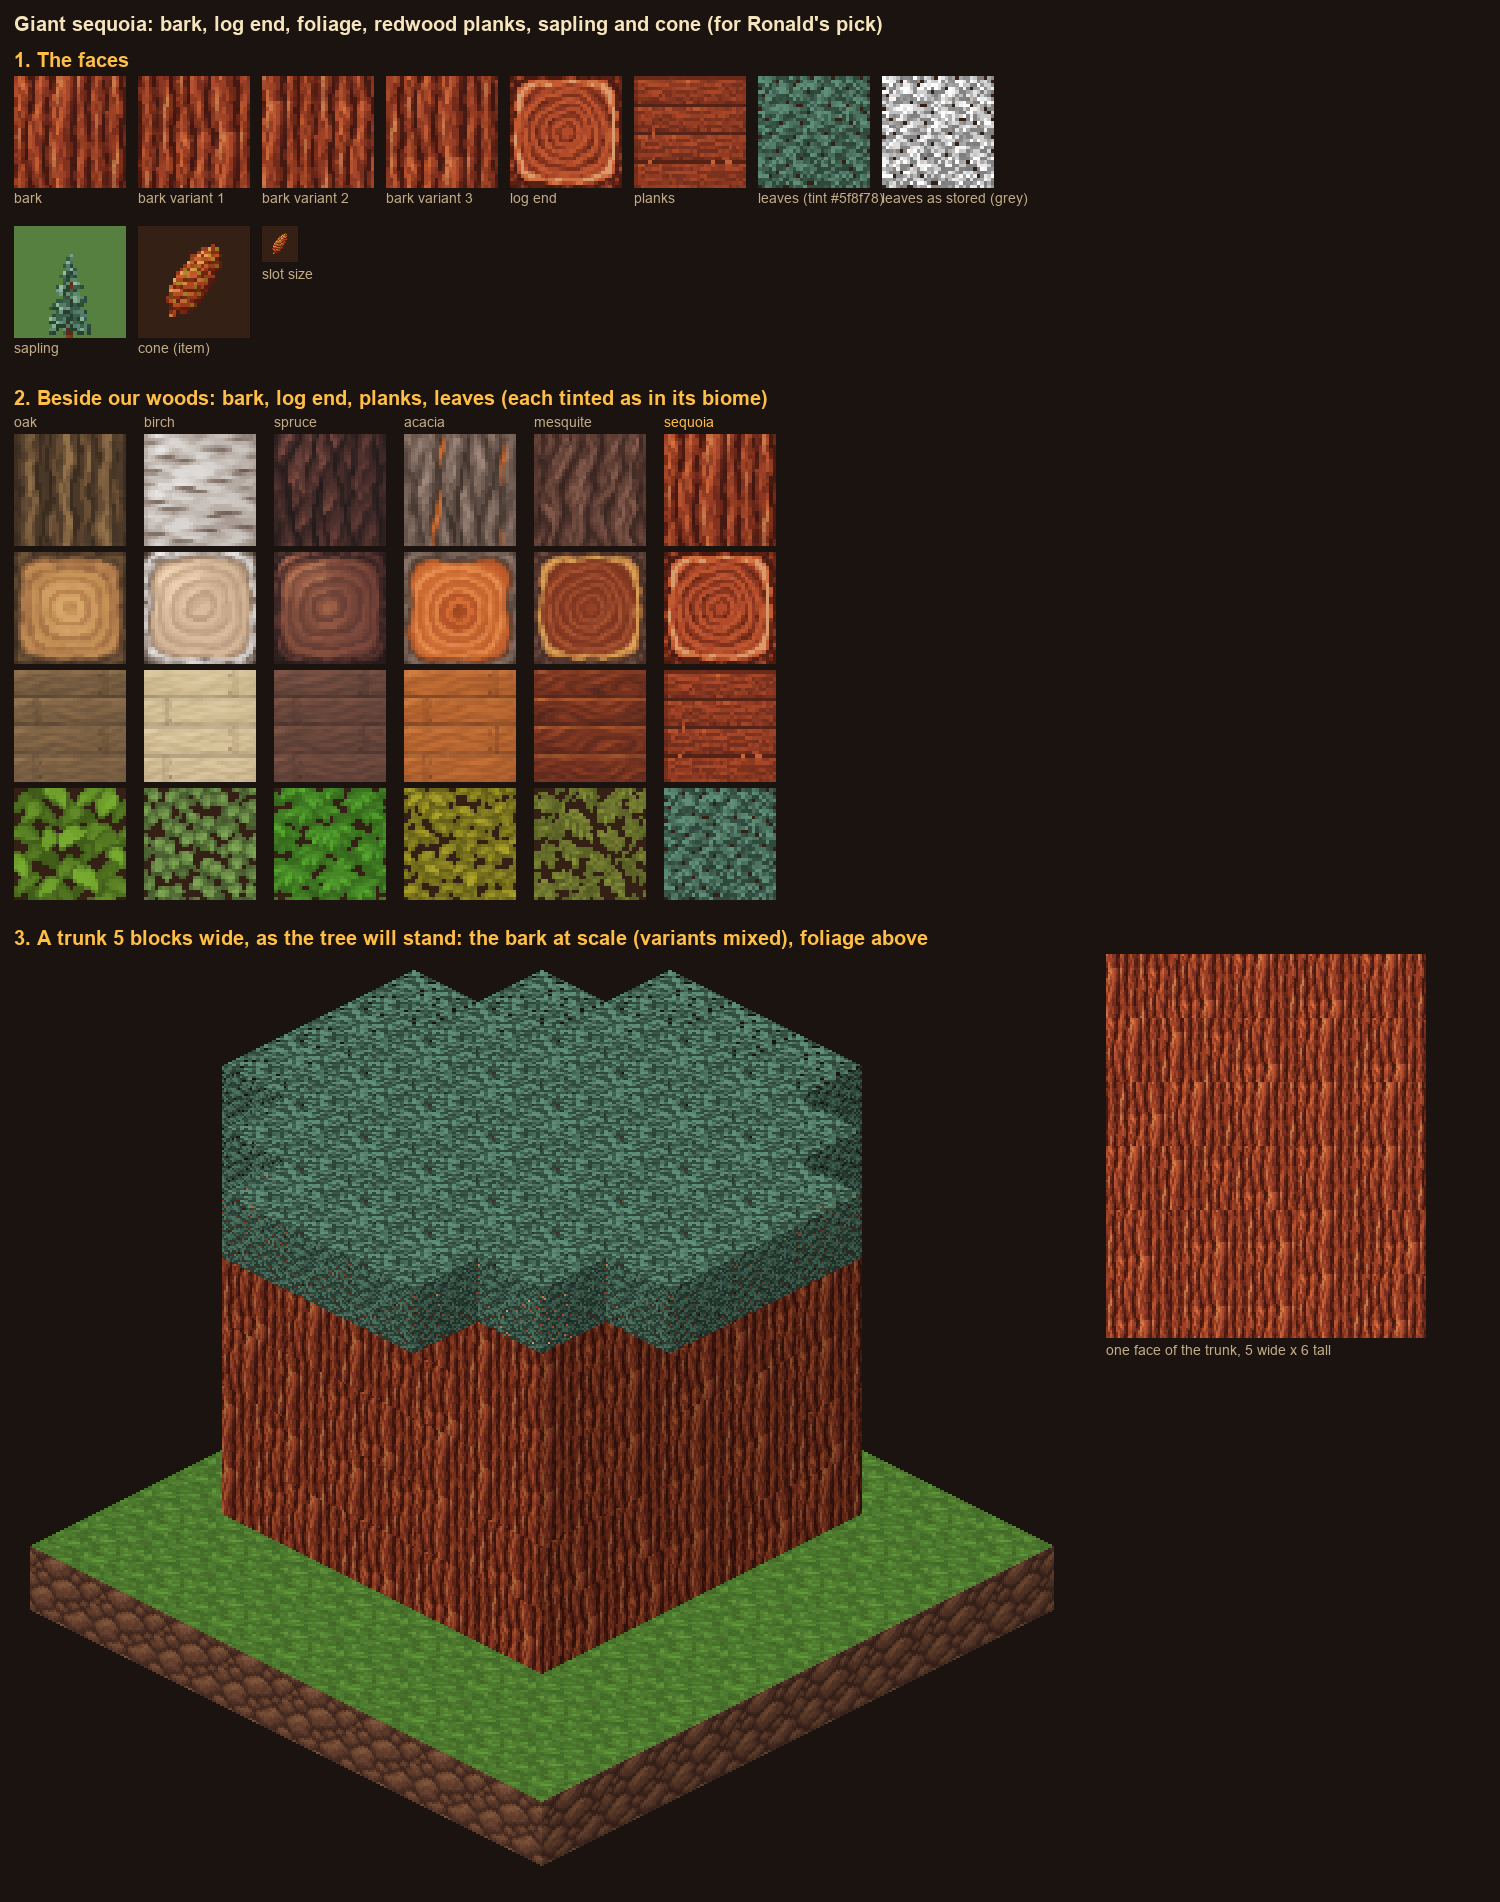 Giant sequoia: bark, log end, foliage, redwood planks, sapling and cone (for Ronald's pick)
1. The faces
bark
bark variant 1
bark variant 2
bark variant 3
log end
planks
leaves (tint #5f8f78)
leaves as stored (grey)
slot size
sapling
cone (item)
2. Beside our woods: bark, log end, planks, leaves (each tinted as in its biome)
oak
birch
spruce
acacia
mesquite
sequoia
3. A trunk 5 blocks wide, as the tree will stand: the bark at scale (variants mixed), foliage above
one face of the trunk, 5 wide x 6 tall